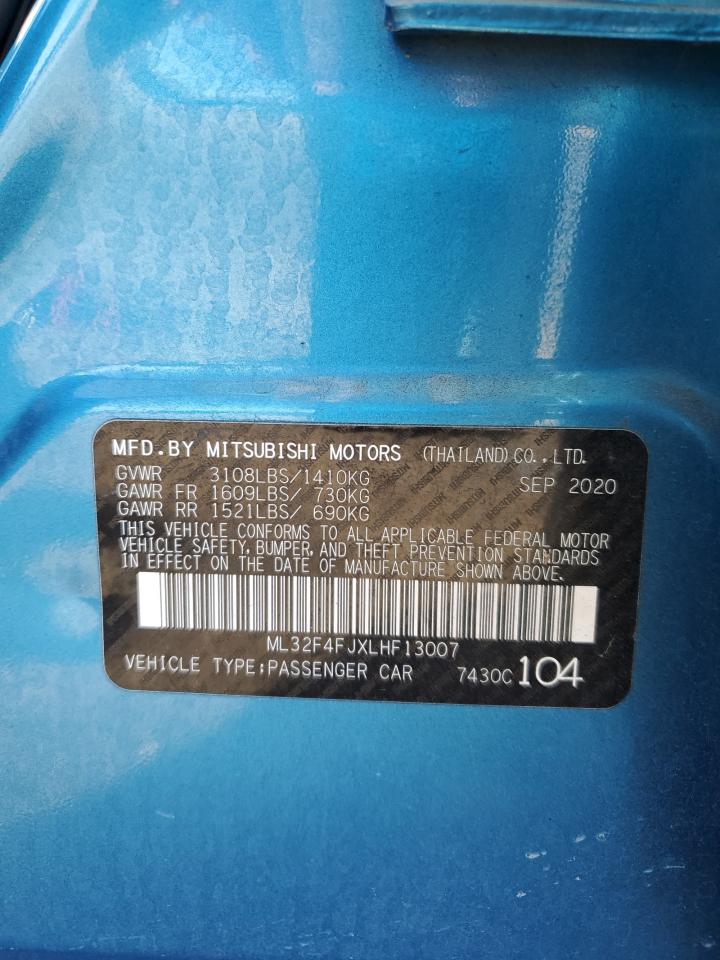 MFD.BY MITSUBISHI MOTORS (THAILAND)CO.,LTD.
GVWR 3108LBS/1410KG SEP 2020
GAWR FR 1609LBS/ 730KG
GAWR RR 1521LBS/ 690KG
THIS VEHICLE CONFORMS TO ALL APPLICABLE FEDERAL MOTOR
VEHICLE SAFETY, BUMPER, AND THEFT PREVENTION STANDARDS
IN EFFECT ON THE DATE OF MANUFACTURE SHOWN ABOVE.
ML32F4FJXLHF13007
VEHICLE TYPE:PASSENGER CAR 7430C 104